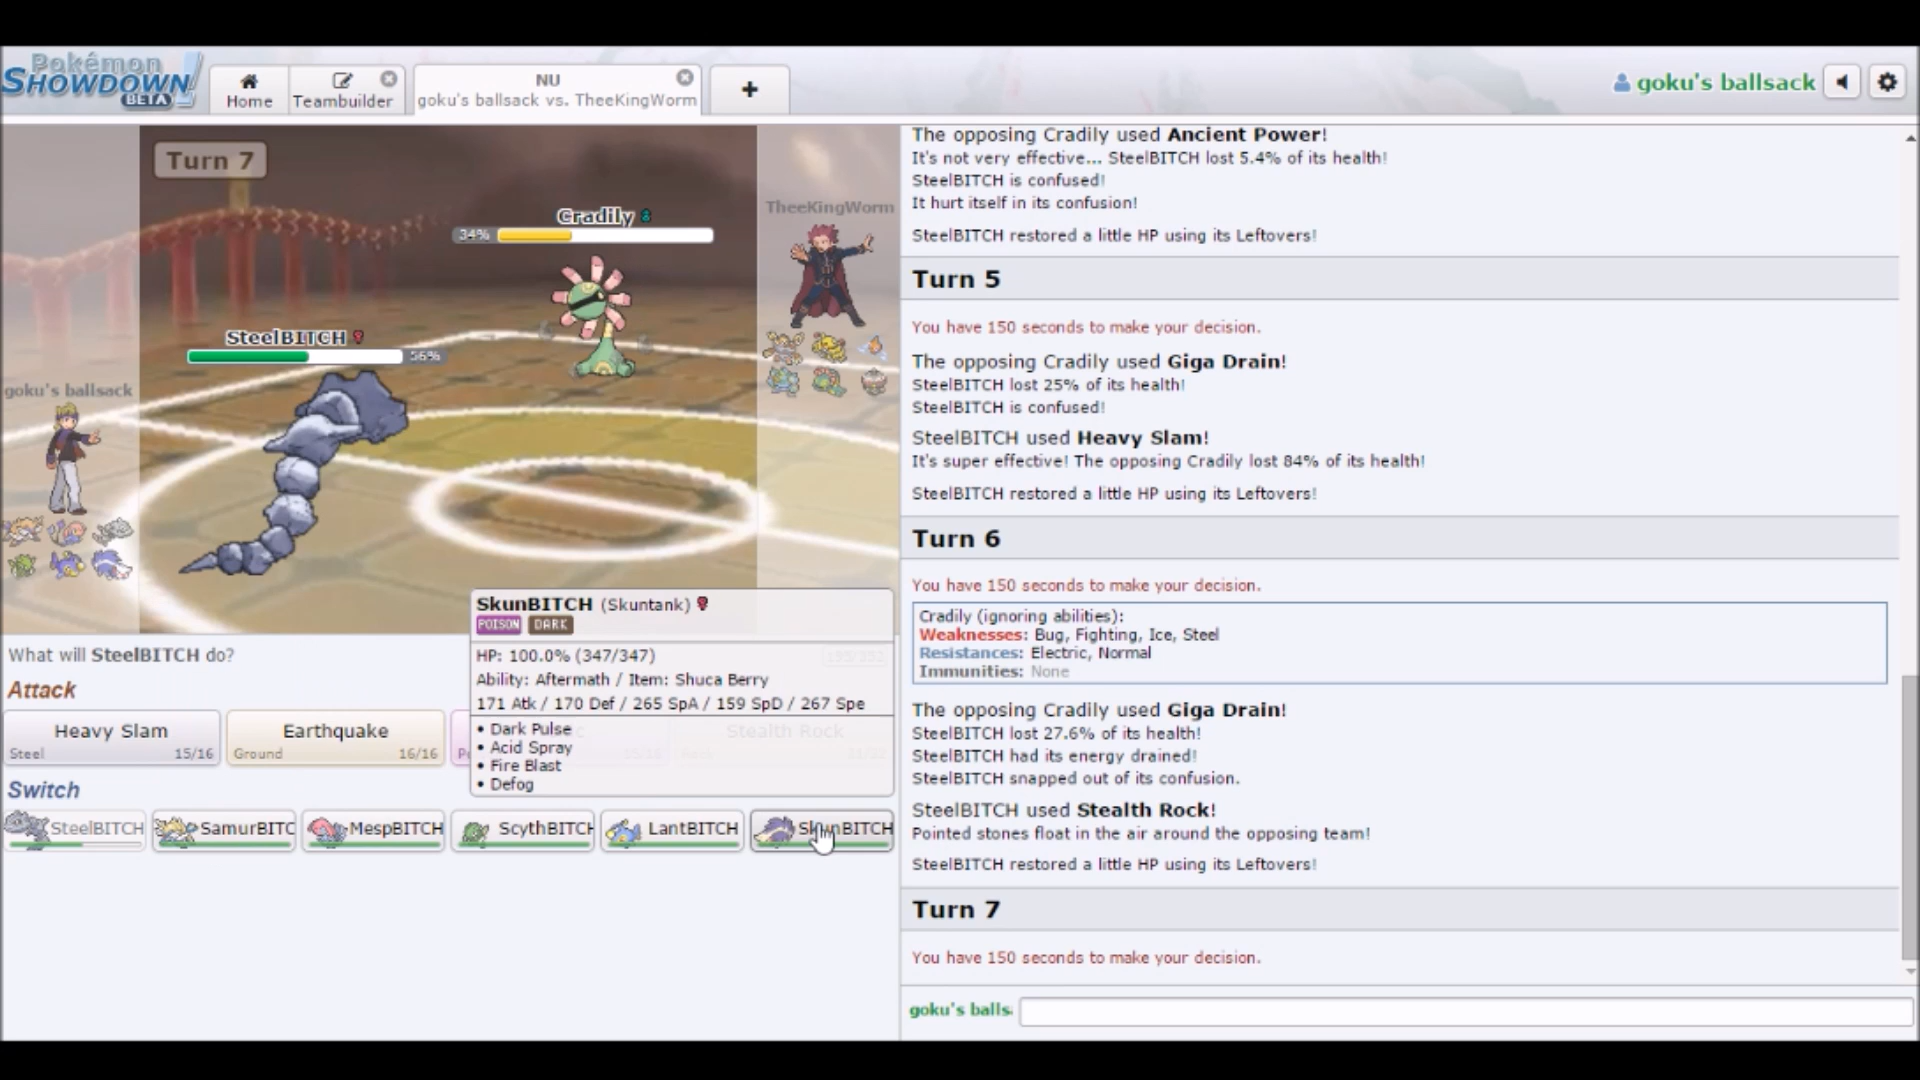 Pokémon
SHOWDOWN!
BETA
Home
Teambuilder
NU
goku's ballsack vs. TheeKingWorm
+
goku's ballsack
Turn 7
Cradily
34%
SteelBITCH
56%
TheeKingWorm
goku's ballsack
What will SteelBITCH do?
Attack
Heavy Slam
Steel 15/16
Earthquake
Ground 16/16
Stealth Rock
Switch
SteelBITCH
SamurBITC
MespBITCH
ScythBITCH
LantBITCH
SkunBITCH
SkunBITCH (Skuntank)
POISON DARK
HP: 100.0% (347/347)
Ability: Aftermath / Item: Shuca Berry
171 Atk / 170 Def / 265 SpA / 159 SpD / 267 Spe
• Dark Pulse
• Acid Spray
• Fire Blast
• Defog
The opposing Cradily used Ancient Power!
It's not very effective... SteelBITCH lost 5.4% of its health!
SteelBITCH is confused!
It hurt itself in its confusion!
SteelBITCH restored a little HP using its Leftovers!
Turn 5
You have 150 seconds to make your decision.
The opposing Cradily used Giga Drain!
SteelBITCH lost 25% of its health!
SteelBITCH is confused!
SteelBITCH used Heavy Slam!
It's super effective! The opposing Cradily lost 84% of its health!
SteelBITCH restored a little HP using its Leftovers!
Turn 6
You have 150 seconds to make your decision.
Cradily (ignoring abilities):
Weaknesses: Bug, Fighting, Ice, Steel
Resistances: Electric, Normal
Immunities: None
The opposing Cradily used Giga Drain!
SteelBITCH lost 27.6% of its health!
SteelBITCH had its energy drained!
SteelBITCH snapped out of its confusion.
SteelBITCH used Stealth Rock!
Pointed stones float in the air around the opposing team!
SteelBITCH restored a little HP using its Leftovers!
Turn 7
You have 150 seconds to make your decision.
goku's balls